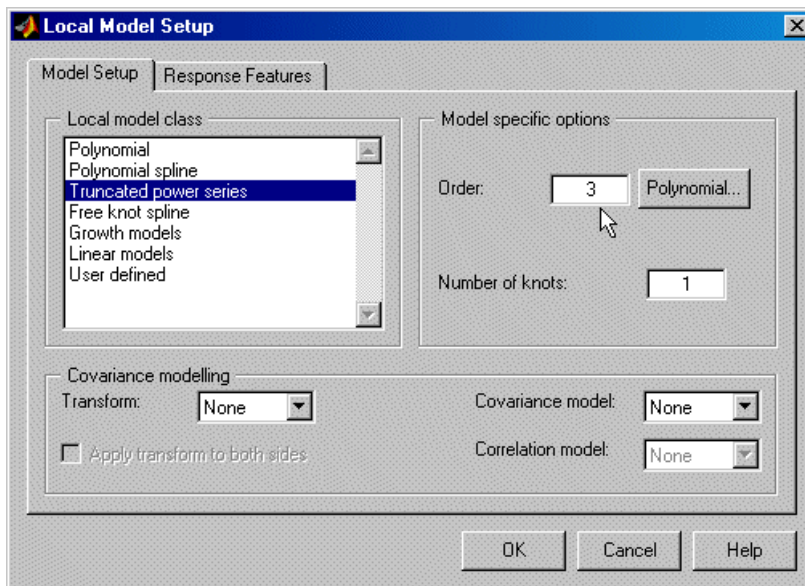 Local Model Setup
Model Setup
Response Features
Local model class
Polynomial
Polynomial spline
Truncated power series
Free knot spline
Growth models
Linear models
User defined
Model specific options
Order:
3
Polynomial...
Number of knots:
1
Covariance modelling
Transform:
None
Apply transform to both sides
Covariance model:
None
Correlation model:
None
OK
Cancel
Help